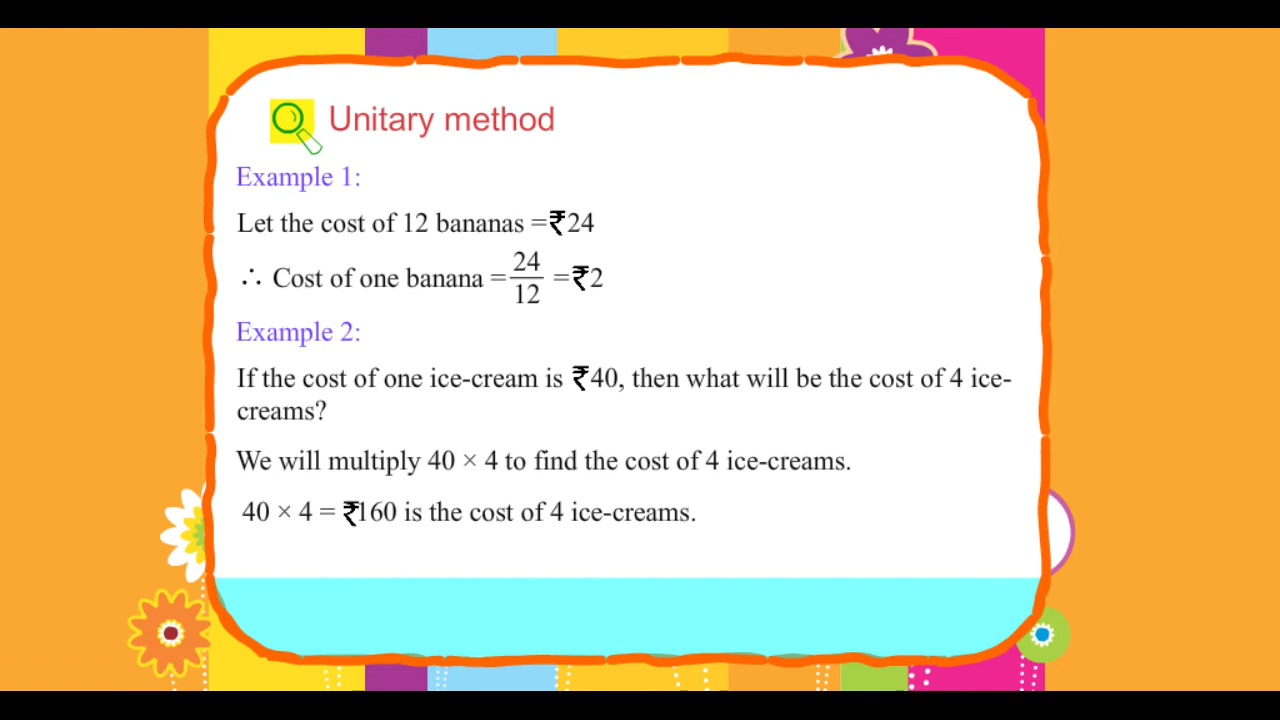 Unitary method
Example 1:
Let the cost of 12 bananas =₹24
∴ Cost of one banana = 24/12 =₹2
Example 2:
If the cost of one ice-cream is ₹40, then what will be the cost of 4 ice-
creams?
We will multiply 40 × 4 to find the cost of 4 ice-creams.
40 × 4 = ₹160 is the cost of 4 ice-creams.